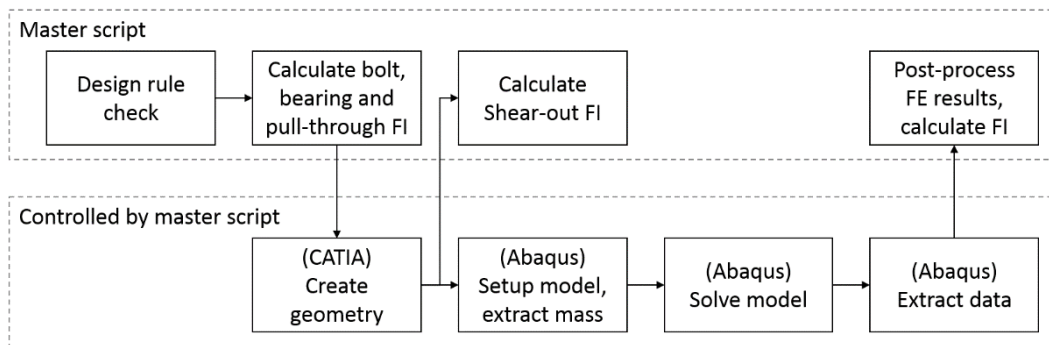 Master script
Design rule
check
Calculate bolt,
bearing and
pull-through FI
Calculate
Shear-out FI
Post-process
FE results,
calculate FI
Controlled by master script
(CATIA)
Create
geometry
(Abaqus)
Setup model,
extract mass
(Abaqus)
Solve model
(Abaqus)
Extract data